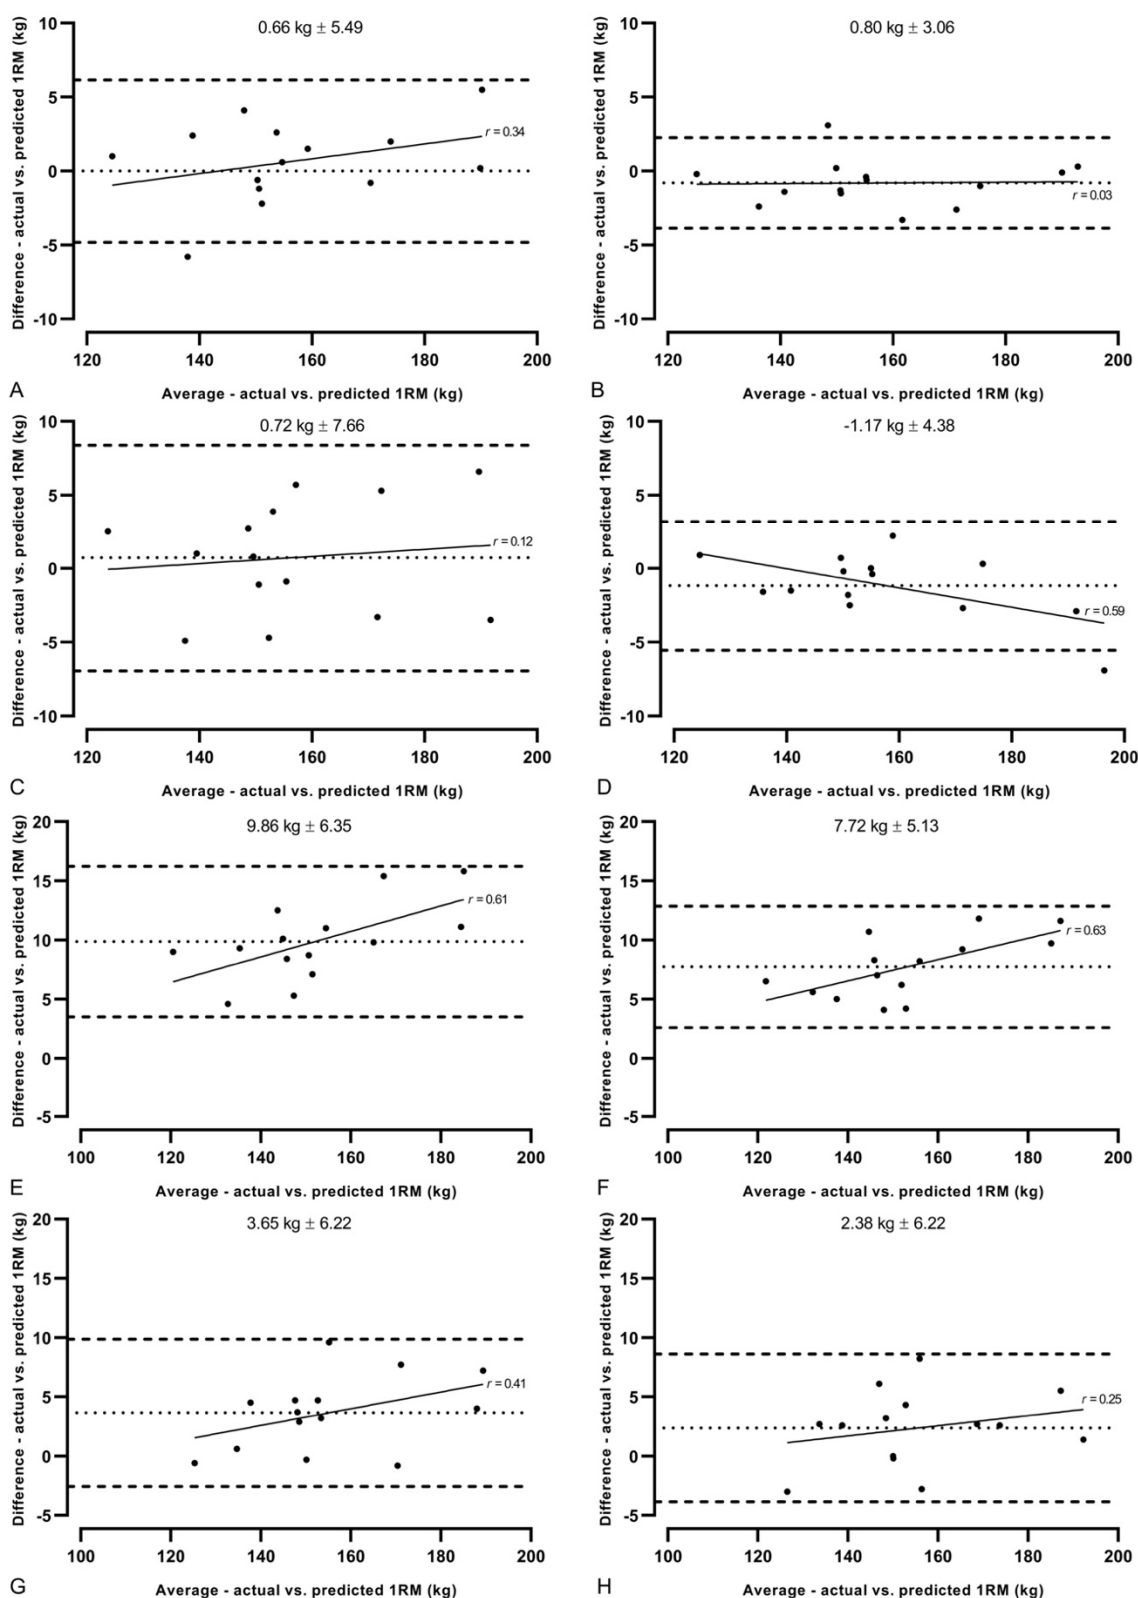 0.66 kg ± 5.49
Difference - actual vs. predicted 1RM (kg)
10
5
0
-5
-10
r = 0.34
120 140 160 180 200
Average - actual vs. predicted 1RM (kg)
A
0.80 kg ± 3.06
Difference - actual vs. predicted 1RM (kg)
10
5
0
-5
-10
r = 0.03
120 140 160 180 200
Average - actual vs. predicted 1RM (kg)
B
0.72 kg ± 7.66
Difference - actual vs. predicted 1RM (kg)
10
5
0
-5
-10
r = 0.12
120 140 160 180 200
Average - actual vs. predicted 1RM (kg)
C
-1.17 kg ± 4.38
Difference - actual vs. predicted 1RM (kg)
10
5
0
-5
-10
r = 0.59
120 140 160 180 200
Average - actual vs. predicted 1RM (kg)
D
9.86 kg ± 6.35
Difference - actual vs. predicted 1RM (kg)
20
15
10
5
0
-5
r = 0.61
100 120 140 160 180 200
Average - actual vs. predicted 1RM (kg)
E
7.72 kg ± 5.13
Difference - actual vs. predicted 1RM (kg)
20
15
10
5
0
-5
r = 0.63
100 120 140 160 180 200
Average - actual vs. predicted 1RM (kg)
F
3.65 kg ± 6.22
Difference - actual vs. predicted 1RM (kg)
20
15
10
5
0
-5
r = 0.41
100 120 140 160 180 200
Average - actual vs. predicted 1RM (kg)
G
2.38 kg ± 6.22
Difference - actual vs. predicted 1RM (kg)
20
15
10
5
0
-5
r = 0.25
100 120 140 160 180 200
Average - actual vs. predicted 1RM (kg)
H